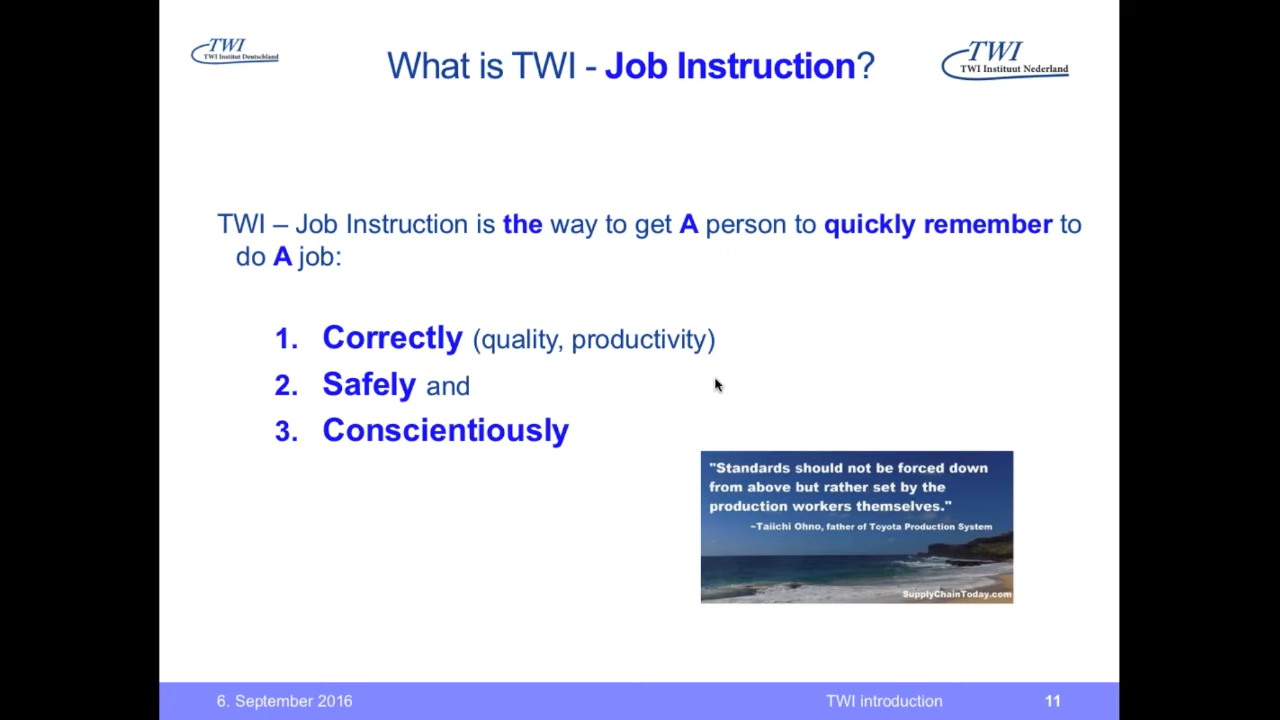 TWI
TWI Institut Deutschland
What is TWI - Job Instruction?
TWI
TWI Instituut Nederland
TWI – Job Instruction is the way to get A person to quickly remember to
do A job:
1. Correctly (quality, productivity)
2. Safely and
3. Conscientiously
"Standards should not be forced down
from above but rather set by the
production workers themselves."
~Taiichi Ohno, father of Toyota Production System
SupplyChainToday.com
6. September 2016
TWI introduction
11